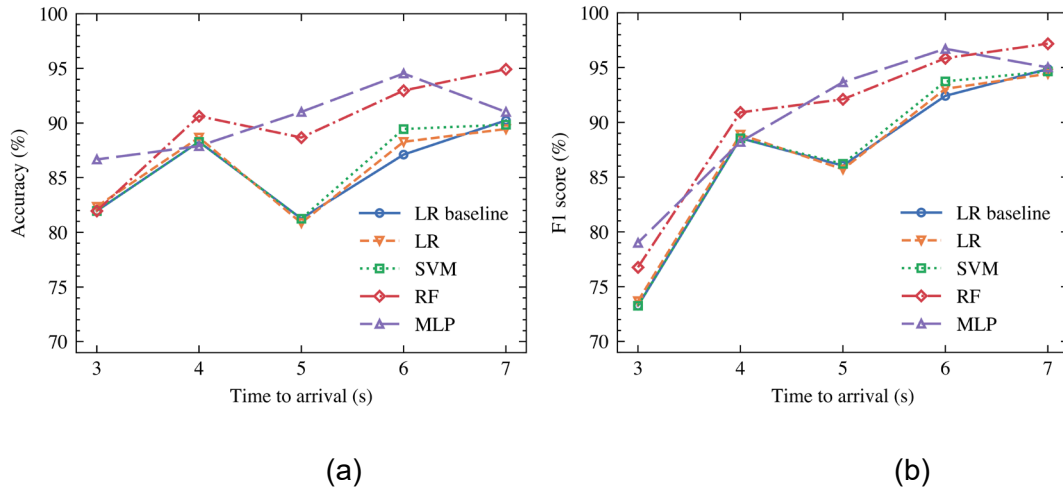 100
95
90
85
80
75
70
Accuracy (%)
LR baseline
LR
SVM
RF
MLP
3 4 5 6 7
Time to arrival (s)
(a)
100
95
90
85
80
75
70
F1 score (%)
LR baseline
LR
SVM
RF
MLP
3 4 5 6 7
Time to arrival (s)
(b)